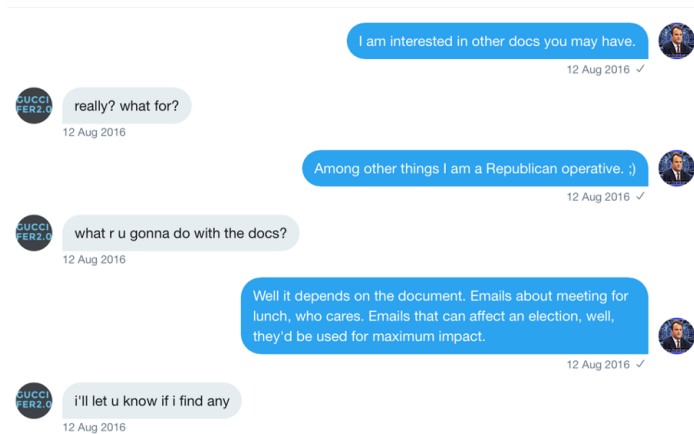 I am interested in other docs you may have.
12 Aug 2016 ✓
GUCCI
FER2.0
really? what for?
12 Aug 2016
Among other things I am a Republican operative. ;)
12 Aug 2016 ✓
GUCCI
FER2.0
what r u gonna do with the docs?
12 Aug 2016
Well it depends on the document. Emails about meeting for
lunch, who cares. Emails that can affect an election, well,
they'd be used for maximum impact.
12 Aug 2016 ✓
GUCCI
FER2.0
i'll let u know if i find any
12 Aug 2016